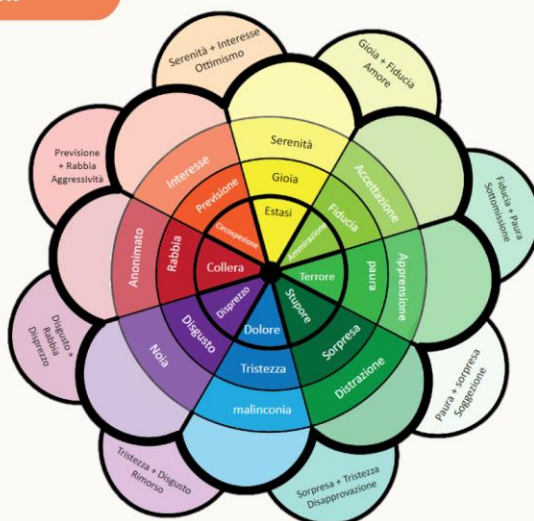 Serenità + Interesse
Ottimismo
Gioia + Fiducia
Amore
Previsione
+ Rabbia
Aggressività
Fiducia + Paura
Sottomissione
Disgusto +
Rabbia
Disprezzo
Paura + sorpresa
Soggezione
Tristezza + Disgusto
Rimorso
Sorpresa + Tristezza
Disapprovazione
Serenità
Gioia
Estasi
Accettazione
Fiducia
Ammirazione
Apprensione
paura
Terrore
Distrazione
Sorpresa
Stupore
malinconia
Tristezza
Dolore
Noia
Disgusto
Disprezzo
Anonimato
Rabbia
Collera
Interesse
Previsione
Circospezione